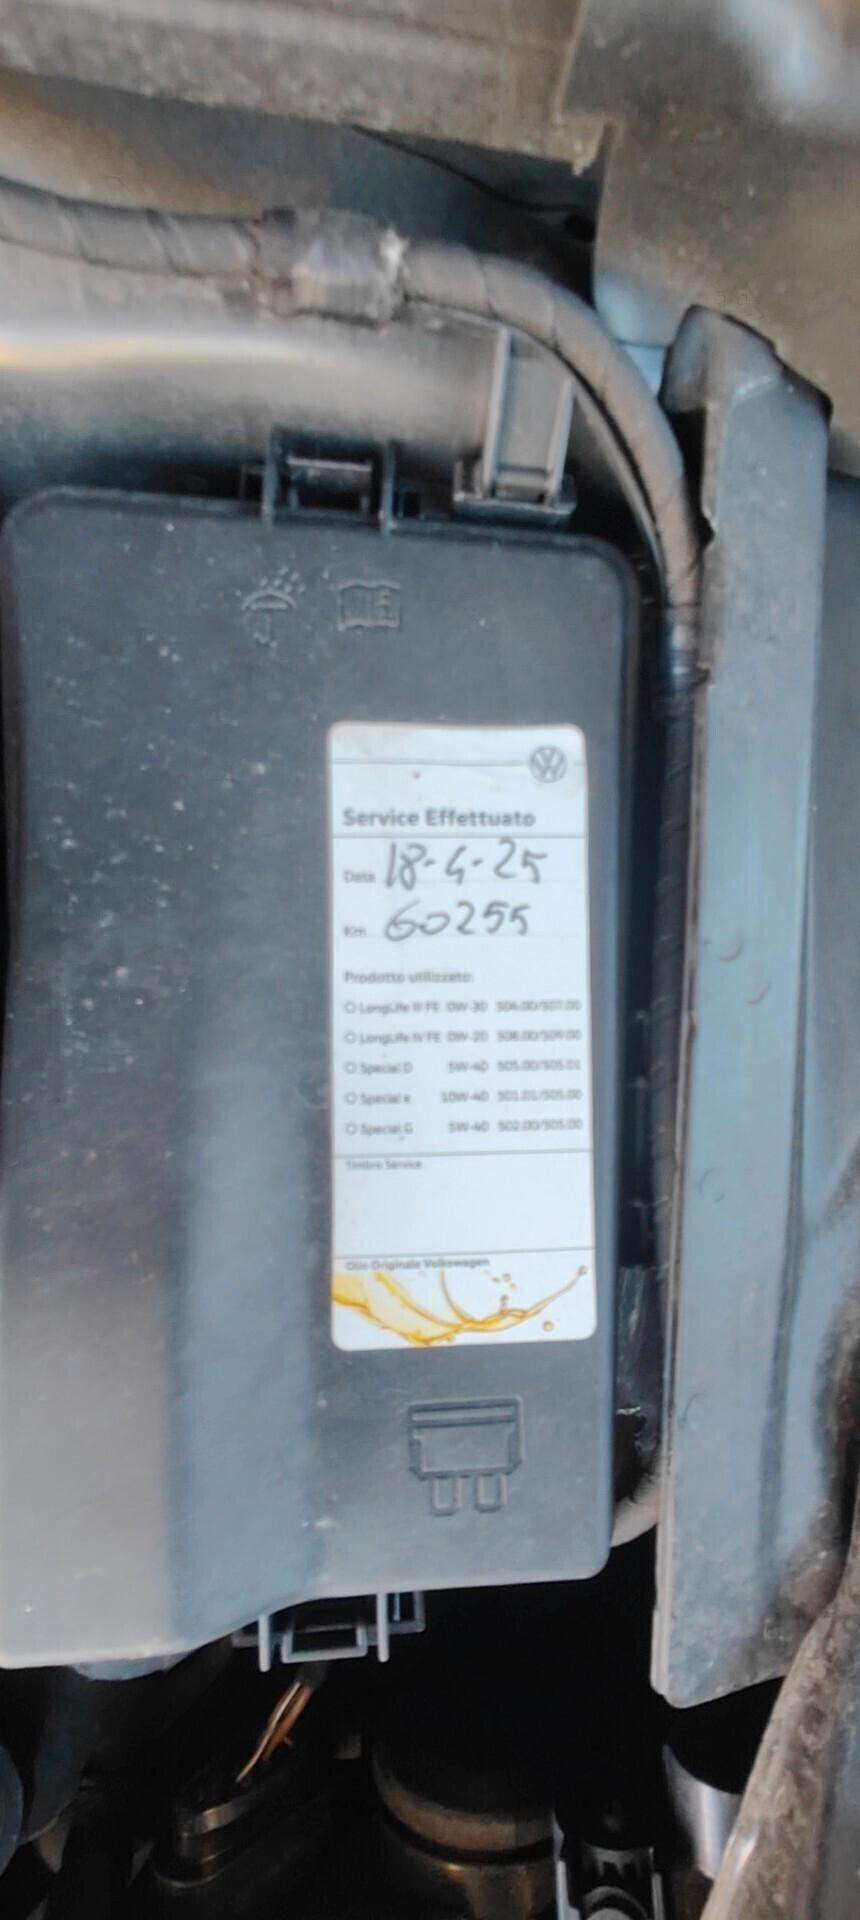 Service Effettuato
Data 18-4-25
Km 60255
Prodotto utilizzato:
LongLife III FE 0W-30 504.00/507.00
LongLife IV FE 0W-20 508.00/509.00
Special D 5W-40 505.00/505.01
Special e 10W-40 501.01/505.00
Special G 5W-40 502.00/505.00
Timbro Service
Olio Originale Volkswagen